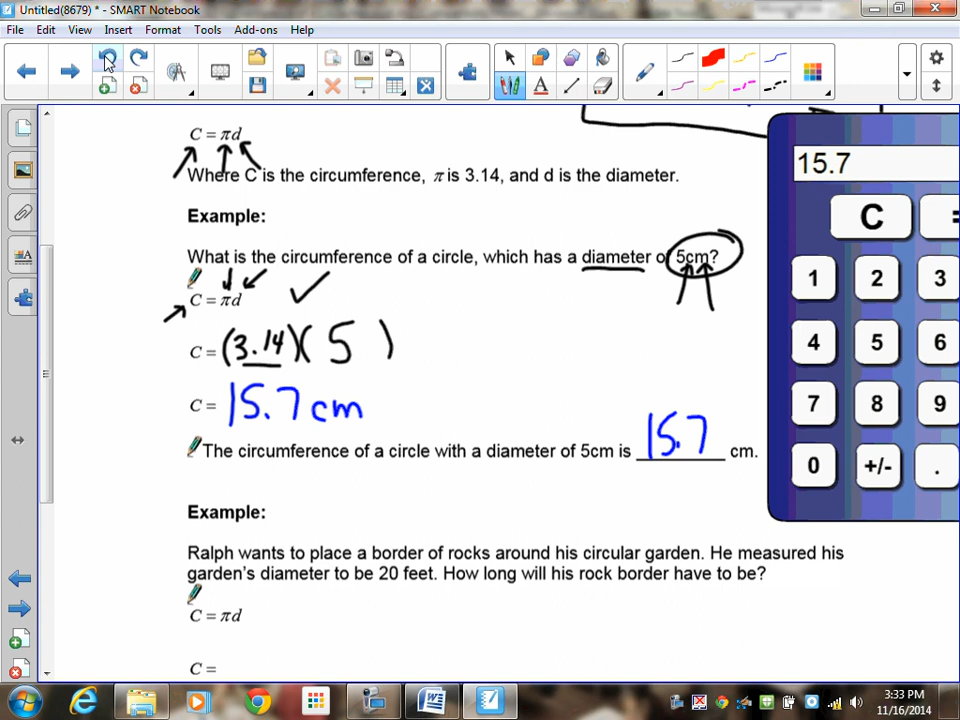 Untitled(8679) * - SMART Notebook
File Edit View Insert Format Tools Add-ons Help
C = πd
Where C is the circumference, π is 3.14, and d is the diameter.
15.7
C =
Example:
What is the circumference of a circle, which has a diameter of 5cm?
C = πd
1 2 3
C = (3.14)( 5 )
4 5 6
C = 15.7 cm
7 8 9
The circumference of a circle with a diameter of 5cm is 15.7 cm.
0 +/- .
Example:
Ralph wants to place a border of rocks around his circular garden. He measured his
garden's diameter to be 20 feet. How long will his rock border have to be?
C = πd
C =
3:33 PM
11/16/2014